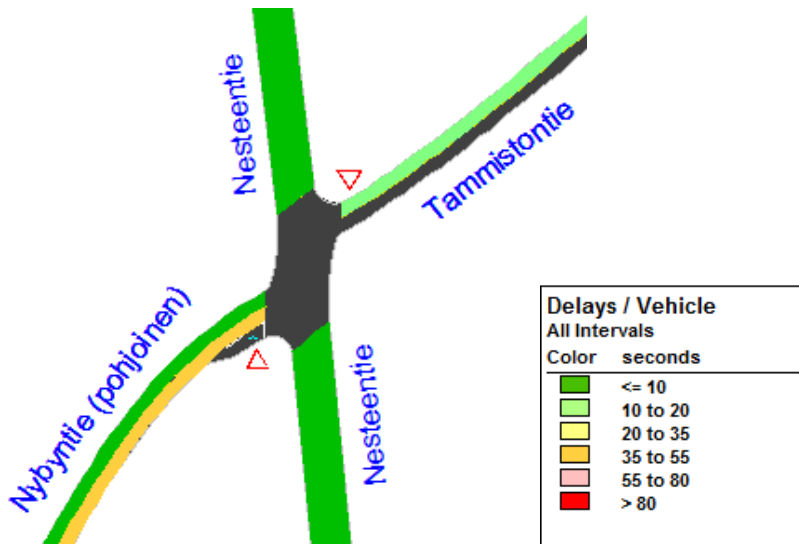 Nesteentie
Tammistontie
Nybyntie (pohjoinen)
Nesteentie
Delays / Vehicle
All Intervals
Color seconds
<= 10
10 to 20
20 to 35
35 to 55
55 to 80
> 80